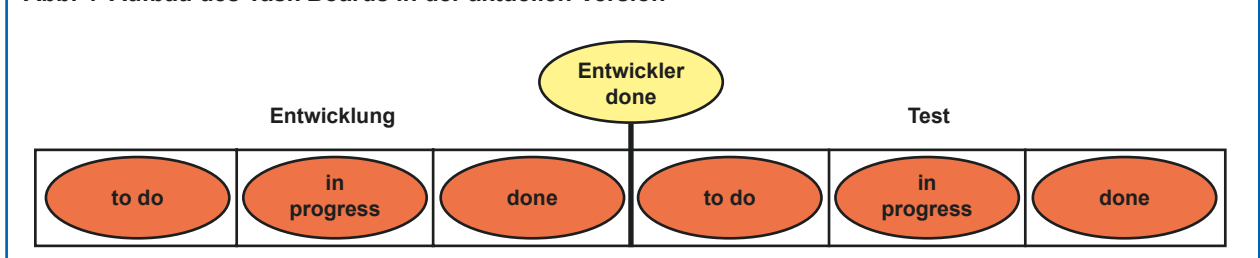 Entwickler
done
Entwicklung
Test
to do
in
progress
done
to do
in
progress
done